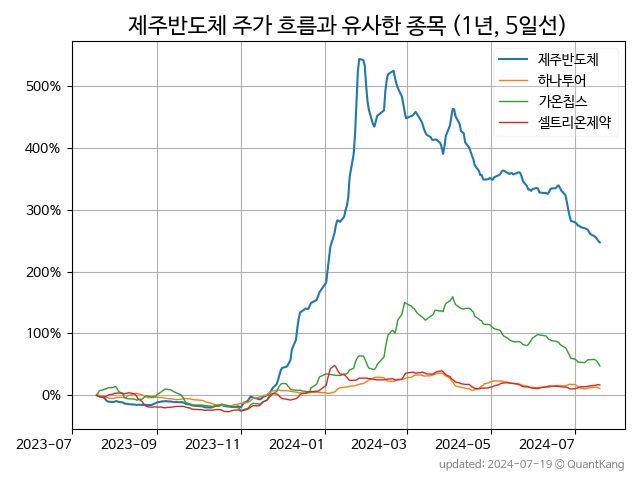 제주반도체 주가 흐름과 유사한 종목 (1년, 5일선)
제주반도체
하나투어
가온칩스
셀트리온제약
500%
400%
300%
200%
100%
0%
2023-07 2023-09 2023-11 2024-01 2024-03 2024-05 2024-07
updated: 2024-07-19 © QuantKang